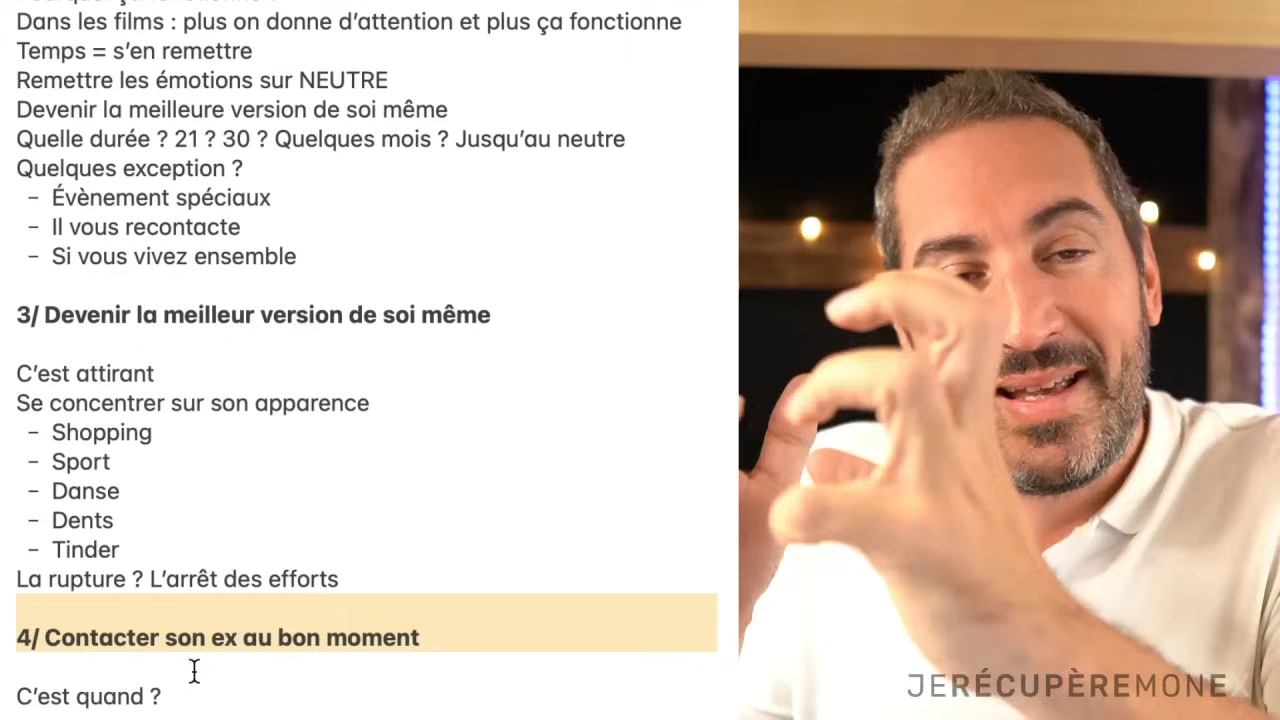 Dans les films : plus on donne d'attention et plus ça fonctionne
Temps = s'en remettre
Remettre les émotions sur NEUTRE
Devenir la meilleure version de soi même
Quelle durée ? 21 ? 30 ? Quelques mois ? Jusqu'au neutre
Quelques exception ?
- Évènement spéciaux
- Il vous recontacte
- Si vous vivez ensemble
3/ Devenir la meilleur version de soi même
C'est attirant
Se concentrer sur son apparence
- Shopping
- Sport
- Danse
- Dents
- Tinder
La rupture ? L'arrêt des efforts
4/ Contacter son ex au bon moment
C'est quand ?
JERÉCUPÈREMONEX